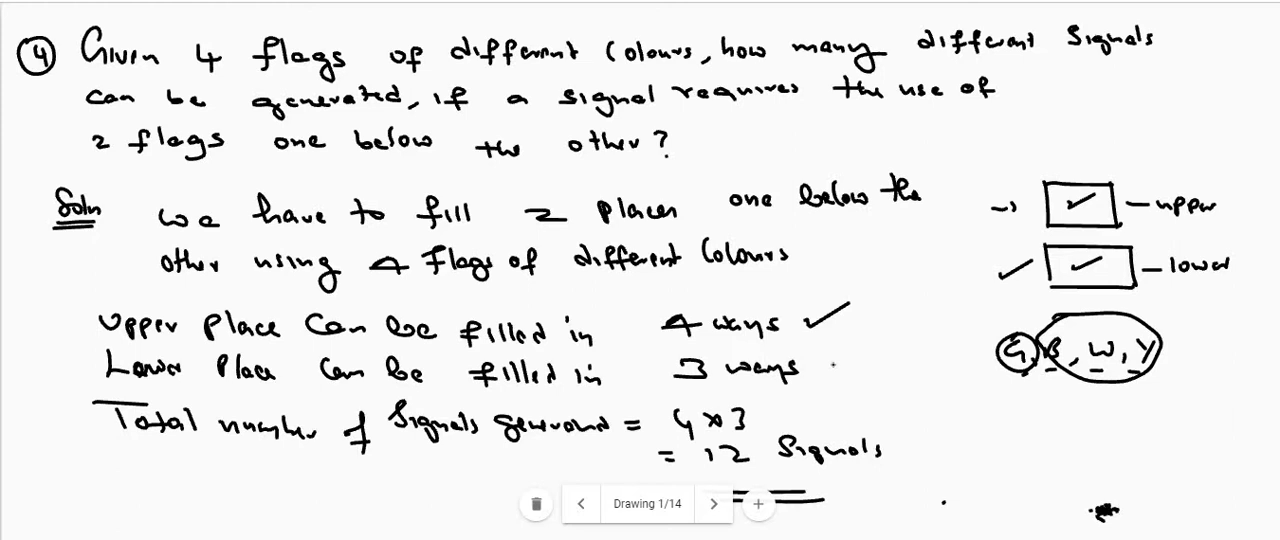 4 Given 4 flags of different Colours, how many different Signals
can be generated, if a signal requires the use of
2 flags one below the other?
Soln We have to fill 2 places one below the
other using 4 flags of different Colours
→ ✓ - upper
✓ ✓ - lower
Upper Place Can be filled in 4 ways ✓
Lower Place Can be filled in 3 ways
G, B, W, Y
Total number of Signals generated = 4 × 3
= 12 Signals
Drawing 1/14